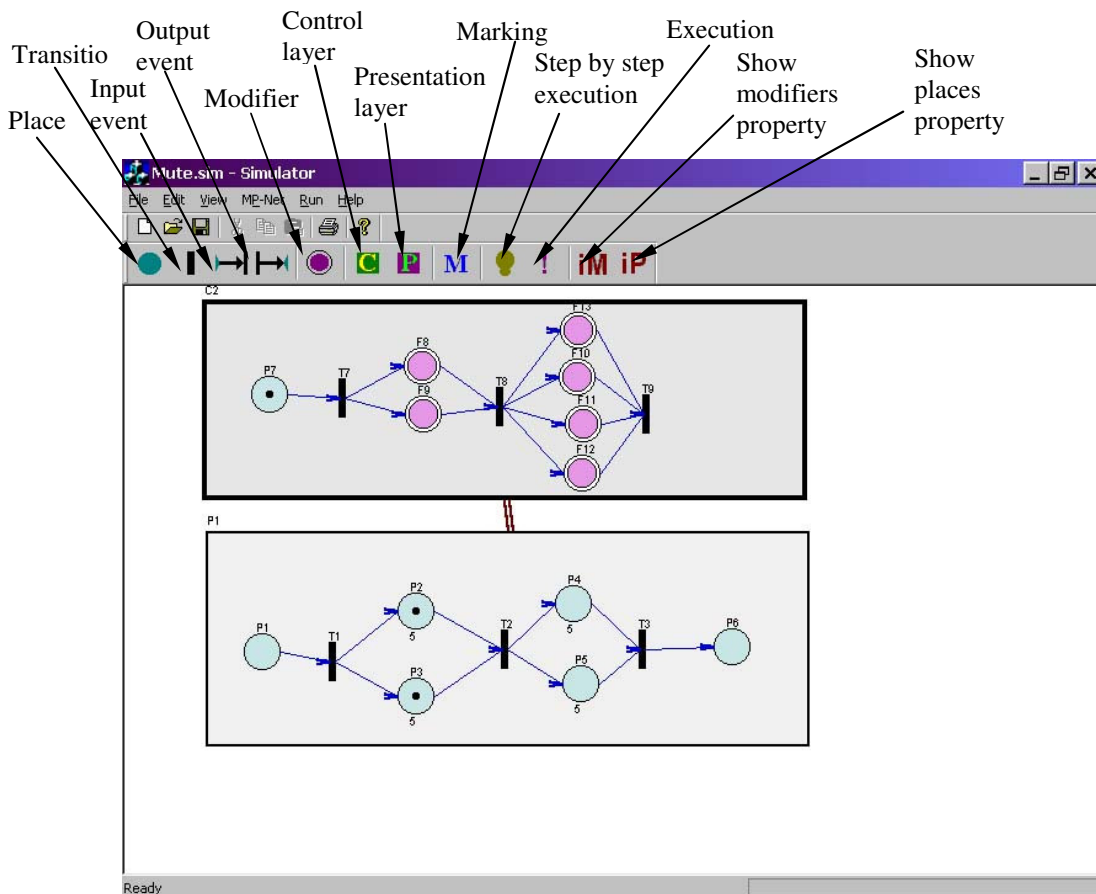 Transitio
Output
event
Control
layer
Marking
Execution
Place
Input
event
Modifier
Presentation
layer
Step by step
execution
Show
modifiers
property
Show
places
property
Mute.sim - Simulator
File Edit View MP-Net Run Help
C P M ! iM iP
C2
P7
T7
F8
F9
T8
F13
F10
F11
F12
T9
P1
P1
T1
P2
5
P3
5
T2
P4
5
P5
5
T3
P6
Ready